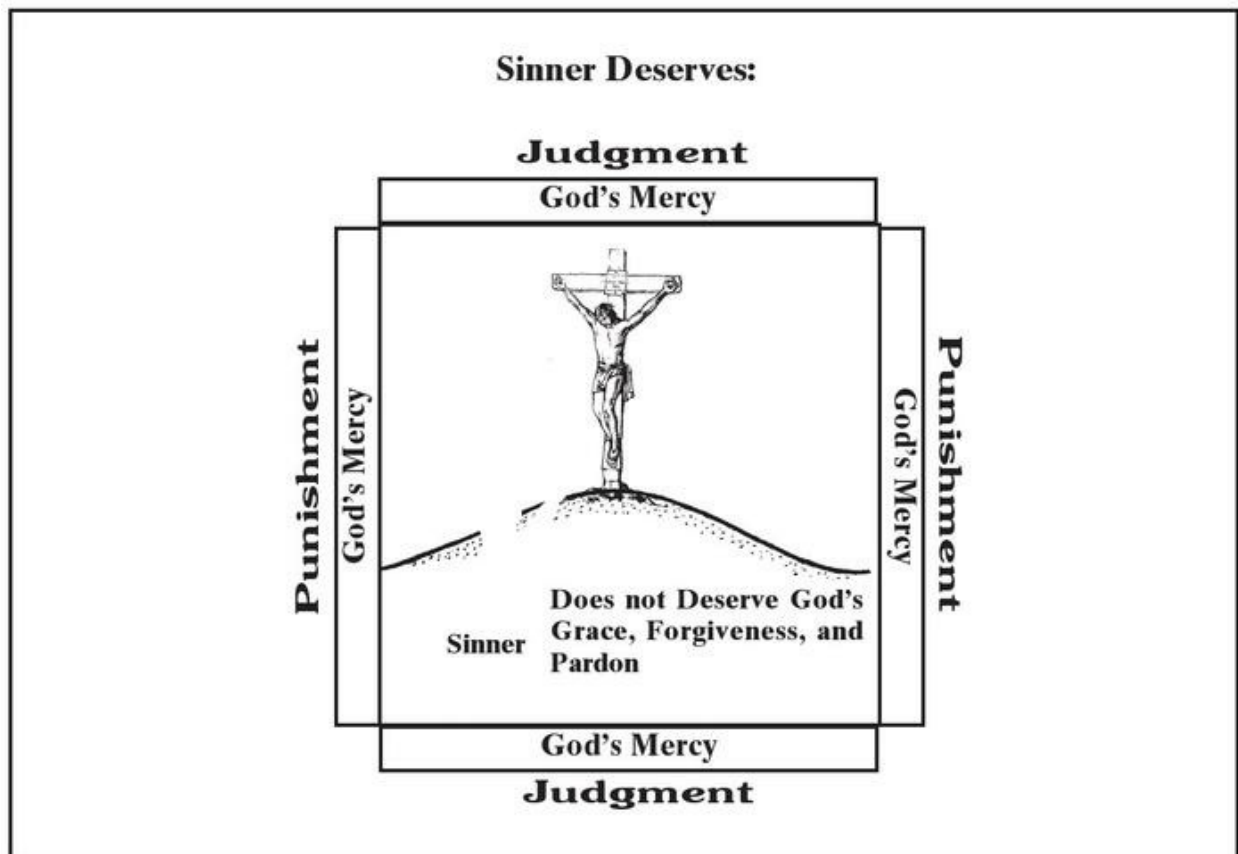 Sinner Deserves:
Judgment
God's Mercy
Punishment
God's Mercy
God's Mercy
Punishment
Does not Deserve God's
Grace, Forgiveness, and
Pardon
Sinner
God's Mercy
Judgment